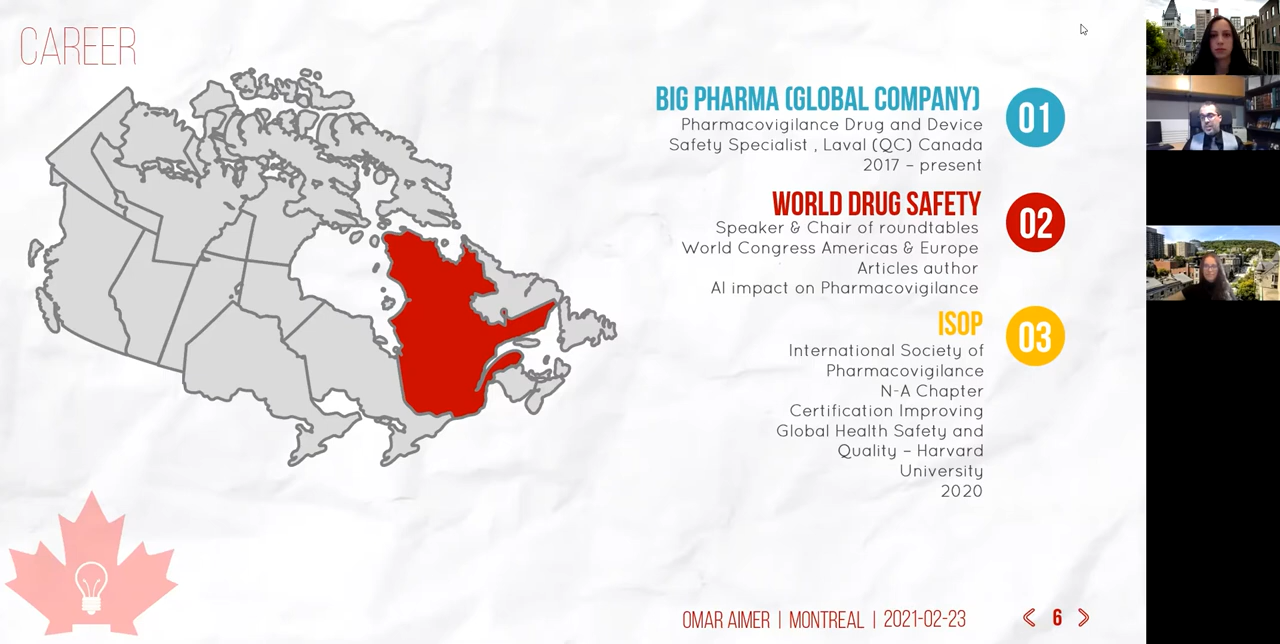 CAREER
BIG PHARMA (GLOBAL COMPANY)
01
Pharmacovigilance Drug and Device
Safety Specialist , Laval (QC) Canada
2017 – present
WORLD DRUG SAFETY
02
Speaker & Chair of roundtables
World Congress Americas & Europe
Articles author
AI impact on Pharmacovigilance
ISOP
03
International Society of
Pharmacovigilance
N-A Chapter
Certification Improving
Global Health Safety and
Quality – Harvard
University
2020
OMAR AIMER | MONTREAL | 2021-02-23
6